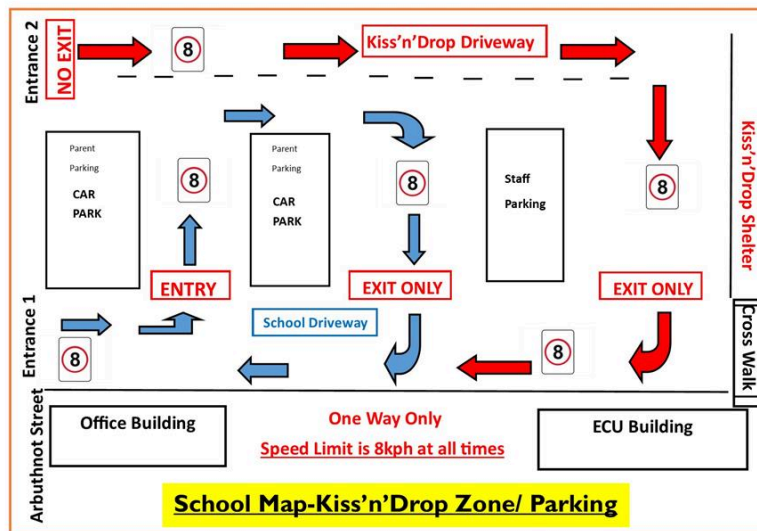 Entrance 2
NO EXIT
8
Kiss'n'Drop Driveway
Parent
Parking
CAR
PARK
8
Parent
Parking
CAR
PARK
8
Staff
Parking
8
Kiss'n'Drop Shelter
ENTRY
EXIT ONLY
EXIT ONLY
Entrance 1
8
School Driveway
8
Cross Walk
Arbuthnot Street
Office Building
One Way Only
Speed Limit is 8kph at all times
ECU Building
School Map-Kiss'n'Drop Zone/ Parking